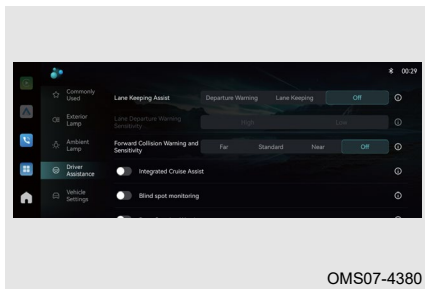 00:29
Commonly
Used
Lane Keeping Assist
Departure Warning
Lane Keeping
Off
Exterior
Lamp
Lane Departure Warning
Sensitivity
High
Low
Ambient
Lamp
Forward Collision Warning and
Sensitivity
Far
Standard
Near
Off
Driver
Assistance
Integrated Cruise Assist
Vehicle
Settings
Blind spot monitoring
OMS07-4380